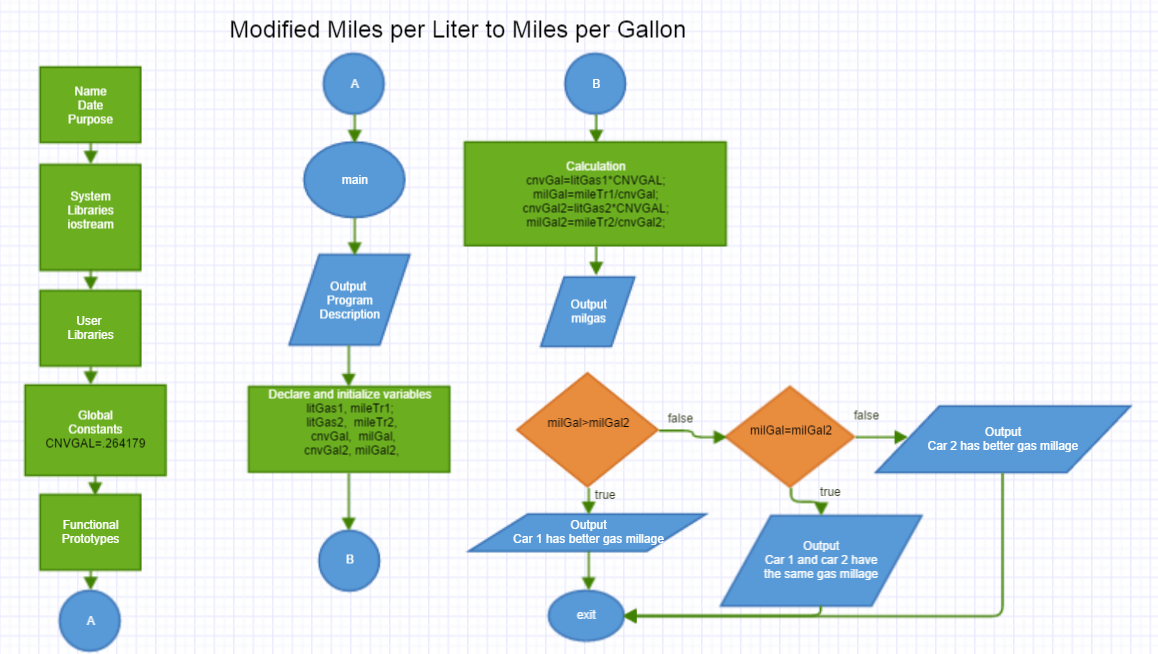 Modified Miles per Liter to Miles per Gallon
Name
Date
Purpose
System
Libraries
iostream
User
Libraries
Global
Constants
CNVGAL=.264179
Functional
Prototypes
A
A
main
Output
Program
Description
Declare and initialize variables
litGas1, mileTr1;
litGas2, mileTr2,
cnvGal, milGal,
cnvGal2, milGal2,
B
B
Calculation
cnvGal=litGas1*CNVGAL;
milGal=mileTr1/cnvGal;
cnvGal2=litGas2*CNVGAL;
milGal2=mileTr2/cnvGal2;
Output
milgas
milGal>milGal2
false
true
milGal=milGal2
false
true
Output
Car 2 has better gas millage
Output
Car 1 has better gas millage
Output
Car 1 and car 2 have
the same gas millage
exit